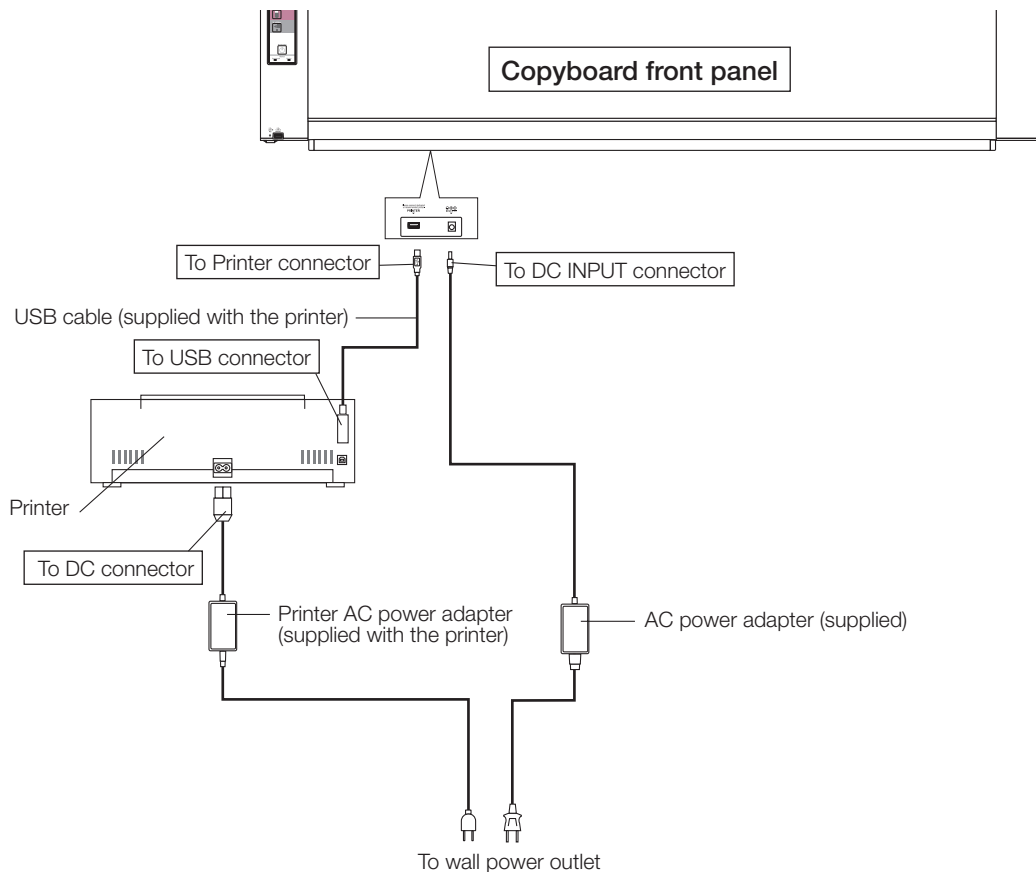 Copyboard front panel
PRINTER
To Printer connector
To DC INPUT connector
USB cable (supplied with the printer)
To USB connector
Printer
To DC connector
Printer AC power adapter
(supplied with the printer)
AC power adapter (supplied)
To wall power outlet